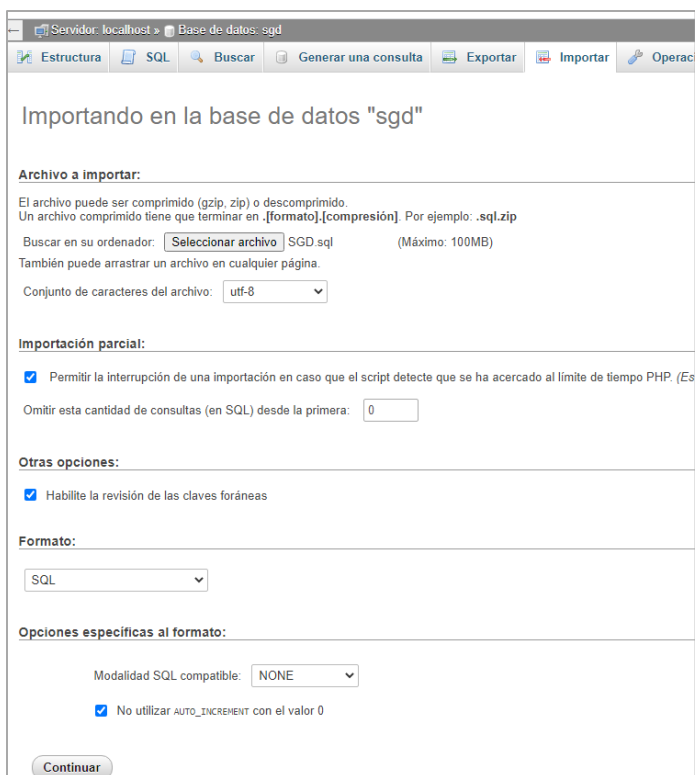 Servidor: localhost » Base de datos: sgd
Estructura SQL Buscar Generar una consulta Exportar Importar Operaci
Importando en la base de datos "sgd"
Archivo a importar:
El archivo puede ser comprimido (gzip, zip) o descomprimido.
Un archivo comprimido tiene que terminar en .[formato].[compresión]. Por ejemplo: .sql.zip
Buscar en su ordenador: Seleccionar archivo SGD.sql (Máximo: 100MB)
También puede arrastrar un archivo en cualquier página.
Conjunto de caracteres del archivo: utf-8
Importación parcial:
Permitir la interrupción de una importación en caso que el script detecte que se ha acercado al límite de tiempo PHP. (Es
Omitir esta cantidad de consultas (en SQL) desde la primera: 0
Otras opciones:
Habilite la revisión de las claves foráneas
Formato:
SQL
Opciones específicas al formato:
Modalidad SQL compatible: NONE
No utilizar AUTO_INCREMENT con el valor 0
Continuar